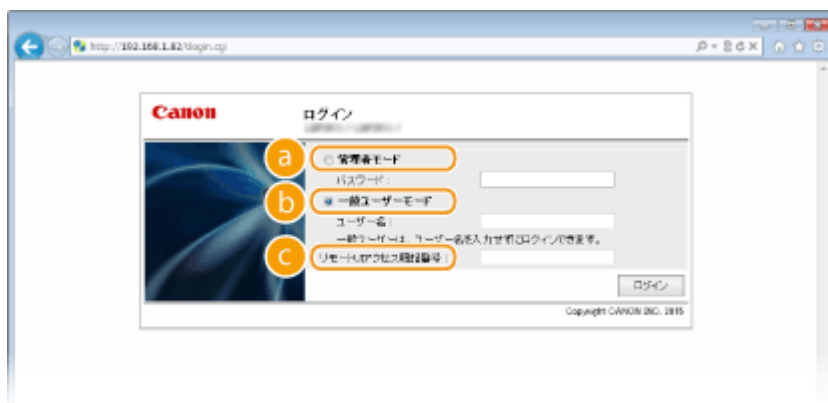 http://192.168.1.82/login.cgi
Canon
ログイン
a 管理者モード
パスワード：
b 一般ユーザーモード
ユーザー名：
一般ユーザーは、ユーザー名を入力せずにログインできます。
c リモートUIアクセス暗証番号：
ログイン
Copyright CANON INC. 2015